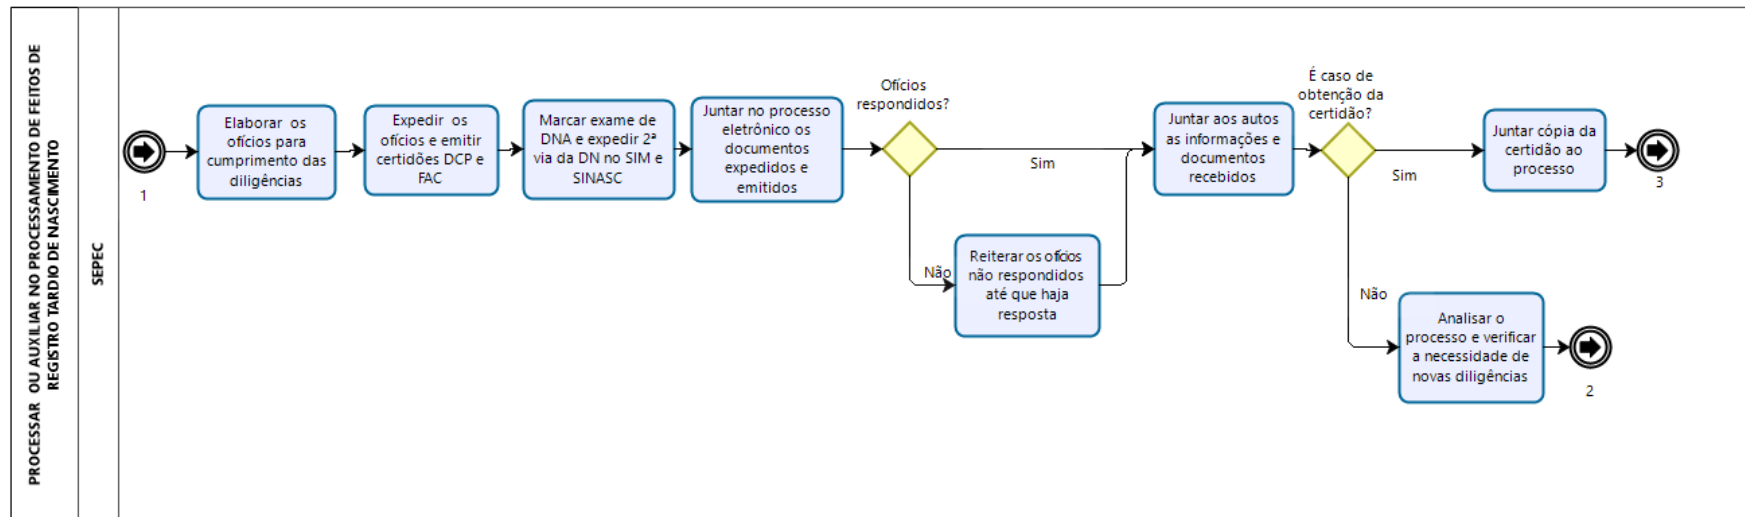 PROCESSAR OU AUXILIAR NO PROCESSAMENTO DE FEITOS DE
REGISTRO TARDIO DE NASCIMENTO
SEPEC
1
Elaborar os
ofícios para
cumprimento das
diligências
Expedir os
ofícios e emitir
certidões DCP e
FAC
Marcar exame de
DNA e expedir 2ª
via da DN no SIM e
SINASC
Juntar no processo
eletrônico os
documentos
expedidos e
emitidos
Ofícios
respondidos?
Sim
Não
Reiterar os ofícios
não respondidos
até que haja
resposta
Juntar aos autos
as informações e
documentos
recebidos
É caso de
obtenção da
certidão?
Sim
Juntar cópia da
certidão ao
processo
3
Não
Analisar o
processo e verificar
a necessidade de
novas diligências
2